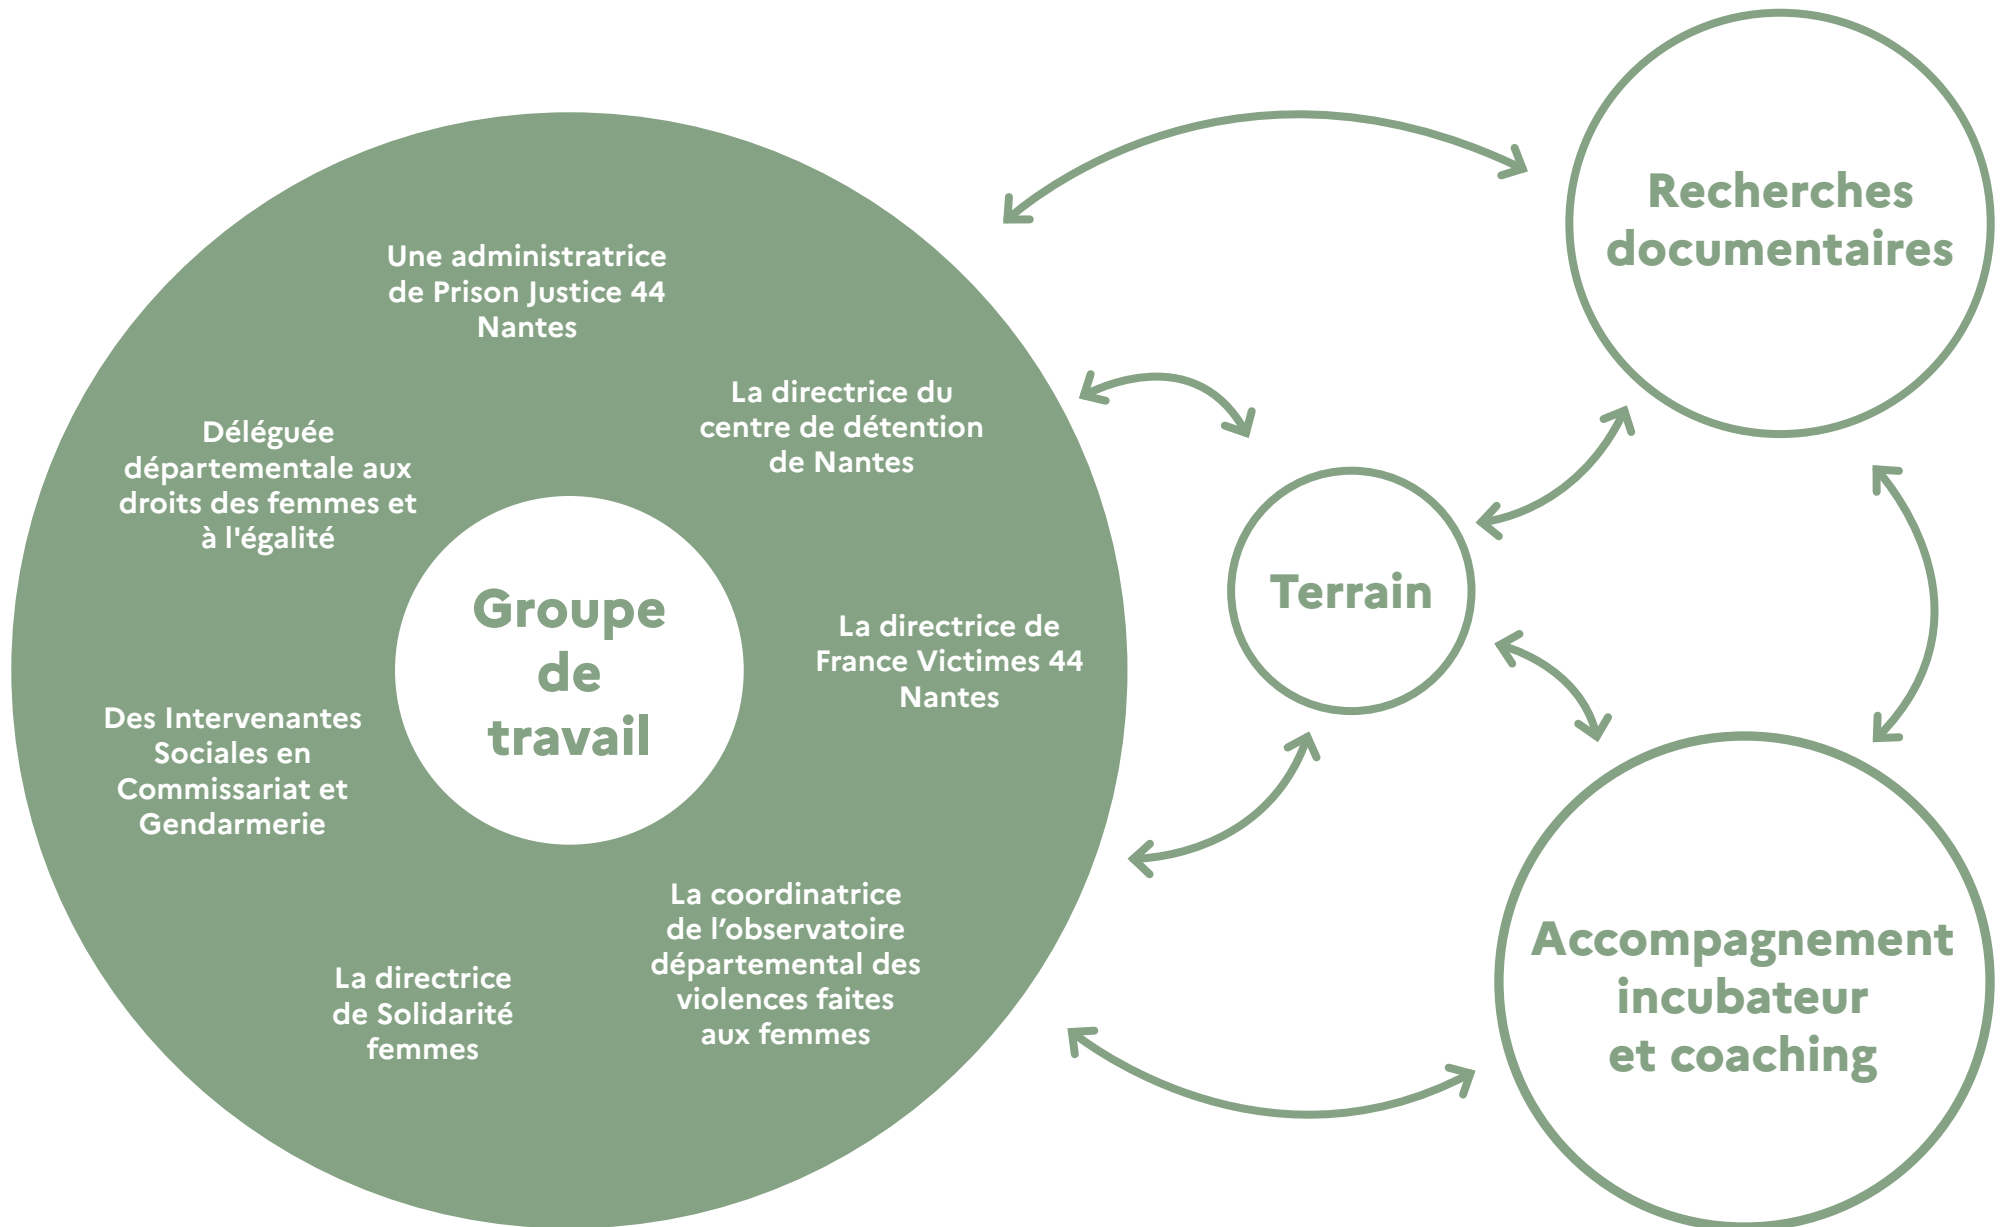 Une administratrice
de Prison Justice 44
Nantes
La directrice du
centre de détention
de Nantes
Déléguée
départementale aux
droits des femmes et
à l'égalité
Groupe
de
travail
La directrice de
France Victimes 44
Nantes
Des Intervenantes
Sociales en
Commissariat et
Gendarmerie
La coordinatrice
de l’observatoire
départemental des
violences faites
aux femmes
La directrice
de Solidarité
femmes
Recherches
documentaires
Terrain
Accompagnement
incubateur
et coaching